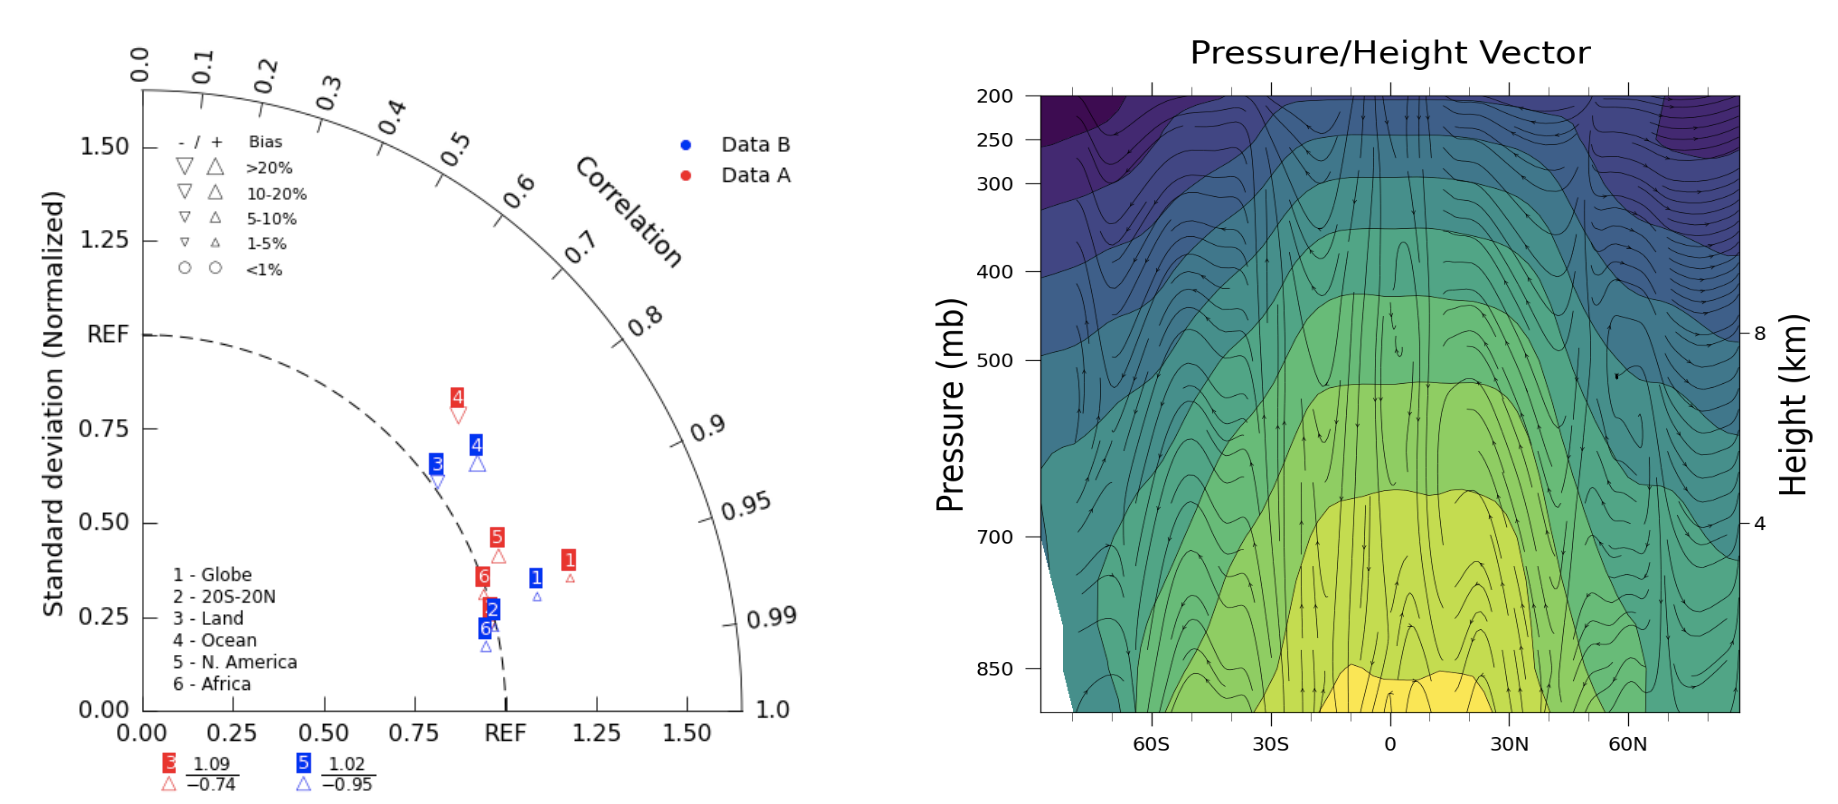 0.0
0.1
0.2
0.3
0.4
0.5
0.6
0.7
0.8
0.9
0.95
0.99
1.0
Correlation
Standard deviation (Normalized)
1.50
1.25
REF
0.75
0.50
0.25
0.00
- / + Bias
>20%
10-20%
5-10%
1-5%
<1%
Data B
Data A
4
4
3
5
1
6
1
2
6
1 - Globe
2 - 20S-20N
3 - Land
4 - Ocean
5 - N. America
6 - Africa
0.00 0.25 0.50 0.75 REF 1.25 1.50
3 1.09
−0.74
5 1.02
−0.95
Pressure/Height Vector
Pressure (mb)
200
250
300
400
500
700
850
60S 30S 0 30N 60N
8
4
Height (km)